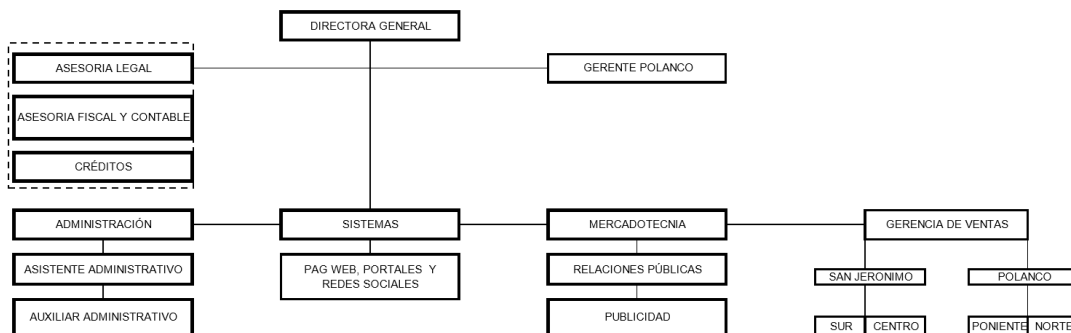 DIRECTORA GENERAL
ASESORIA LEGAL
GERENTE POLANCO
ASESORIA FISCAL Y CONTABLE
CRÉDITOS
ADMINISTRACIÓN
SISTEMAS
MERCADOTECNIA
GERENCIA DE VENTAS
ASISTENTE ADMINISTRATIVO
PAG WEB, PORTALES Y
REDES SOCIALES
RELACIONES PÚBLICAS
SAN JERONIMO
POLANCO
AUXILIAR ADMINISTRATIVO
PUBLICIDAD
SUR
CENTRO
PONIENTE
NORTE